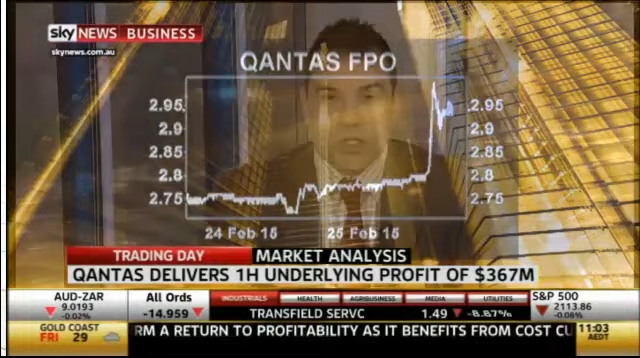 sky NEWS BUSINESS
skynews.com.au
QANTAS FPO
2.95 2.95
2.9 2.9
2.85 2.85
2.8 2.8
2.75 2.75
24 Feb 15 25 Feb 15
TRADING DAY MARKET ANALYSIS
QANTAS DELIVERS 1H UNDERLYING PROFIT OF $367M
AUD-ZAR All Ords INDUSTRIALS HEALTH AGRIBUSINESS MEDIA UTILITIES S&P 500
9.0193 2113.86
-0.02% -14.959 TRANSFIELD SERVC 1.49 -8.87% -0.08%
GOLD COAST
FRI 29 RM A RETURN TO PROFITABILITY AS IT BENEFITS FROM COST CU 11:03
AEDT